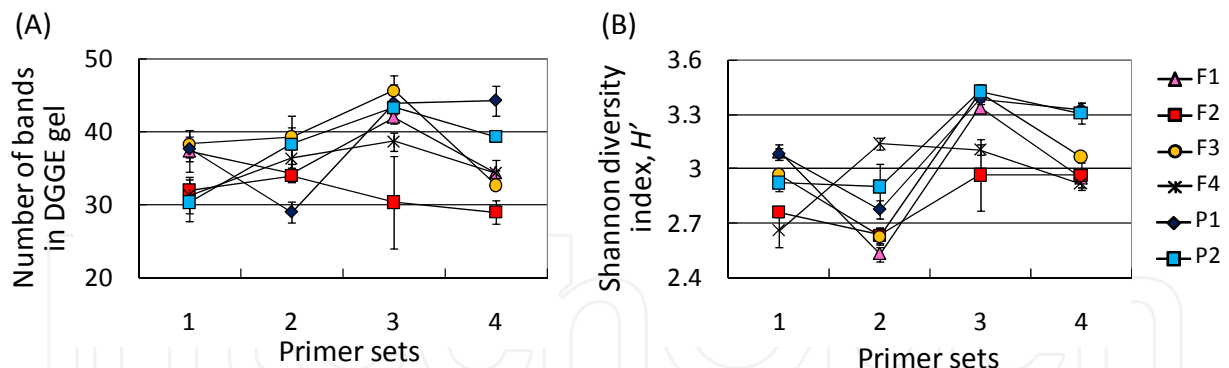 (A)
Number of bands
in DGGE gel
50
40
30
20
1 2 3 4
Primer sets
(B)
Shannon diversity
index, H'
3.6
3.3
3
2.7
2.4
1 2 3 4
Primer sets
F1
F2
F3
F4
P1
P2